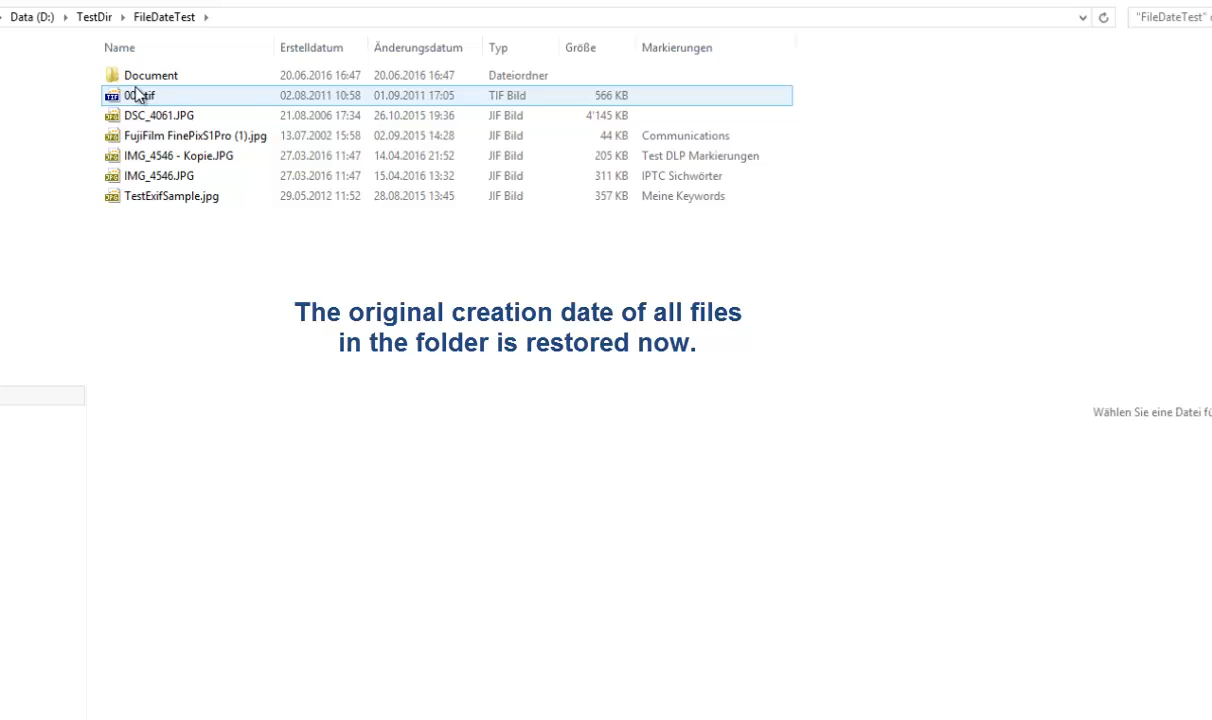 Data (D:) TestDir FileDateTest "FileDateTest"
Name Erstelldatum Änderungsdatum Typ Größe Markierungen
Document 20.06.2016 16:47 20.06.2016 16:47 Dateiordner
02.08.2011 10:58 01.09.2011 17:05 TIF Bild 566 KB
DSC_4061.JPG 21.08.2006 17:34 26.10.2015 19:36 JIF Bild 4'145 KB
FujiFilm FinePixS1Pro (1).jpg 13.07.2002 15:58 02.09.2015 14:28 JIF Bild 44 KB Communications
IMG_4546 - Kopie.JPG 27.03.2016 11:47 14.04.2016 21:52 JIF Bild 205 KB Test DLP Markierungen
IMG_4546.JPG 27.03.2016 11:47 15.04.2016 13:32 JIF Bild 311 KB IPTC Sichwörter
TestExifSample.jpg 29.05.2012 11:52 28.08.2015 13:45 JIF Bild 357 KB Meine Keywords
The original creation date of all files
in the folder is restored now.
Wählen Sie eine Datei